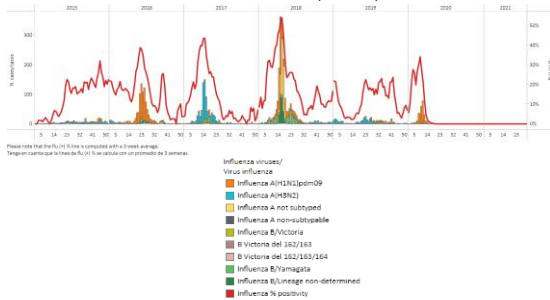 2015 2016 2017 2018 2019 2020 2021
300
200
100
0
50%
40%
30%
20%
10%
0%
5 14 23 32 41 50 5 14 23 32 41 50 5 14 23 32 41 50 5 14 23 32 41 50 5 14 23 32 41 50 5 14 23 32 41 50 5 14 23
Please note that the flu (+) % line is computed with a 3-week average.
Tenga en cuenta que la línea de flu (+) % se calcula con un promedio de 3 semanas.
Influenza viruses/
Virus influenza
Influenza A(H1N1)pdm09
Influenza A(H3N2)
Influenza A not subtyped
Influenza A non-subtypable
Influenza B/Victoria
B Victoria del 162/163
B Victoria del 162/163/164
Influenza B/Yamagata
Influenza B/Lineage non-determined
Influenza % positivity